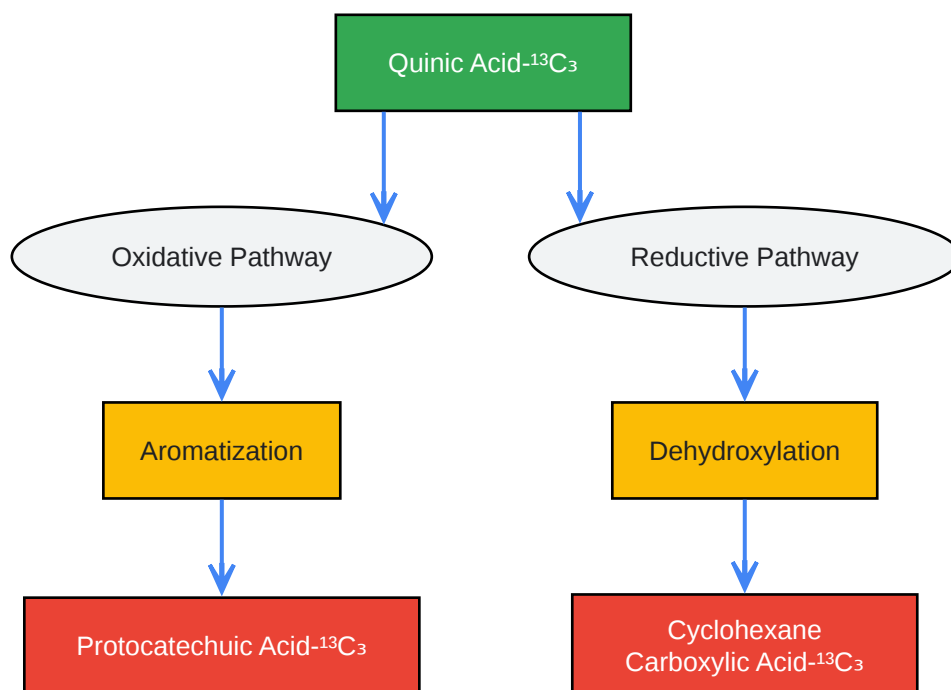 Quinic Acid-¹³C₃
Oxidative Pathway
Reductive Pathway
Aromatization
Dehydroxylation
Protocatechuic Acid-¹³C₃
Cyclohexane
Carboxylic Acid-¹³C₃